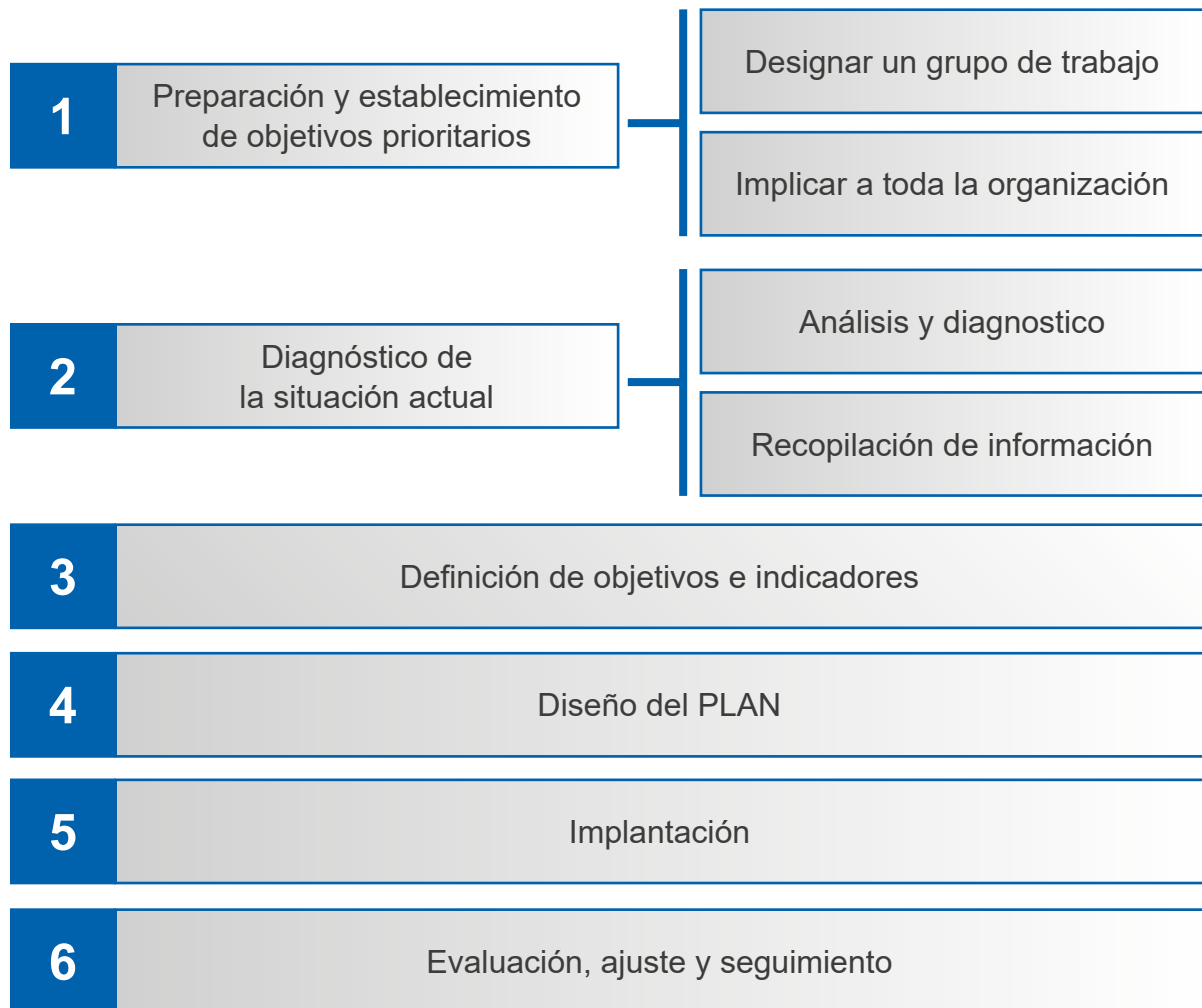 1
Preparación y establecimiento
de objetivos prioritarios
Designar un grupo de trabajo
Implicar a toda la organización
2
Diagnóstico de
la situación actual
Análisis y diagnostico
Recopilación de información
3
Definición de objetivos e indicadores
4
Diseño del PLAN
5
Implantación
6
Evaluación, ajuste y seguimiento